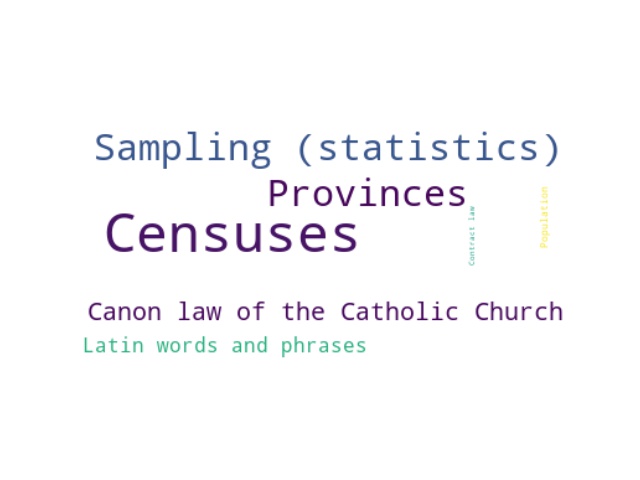 Sampling (statistics)
Provinces
Censuses
Contract law
Population
Canon law of the Catholic Church
Latin words and phrases